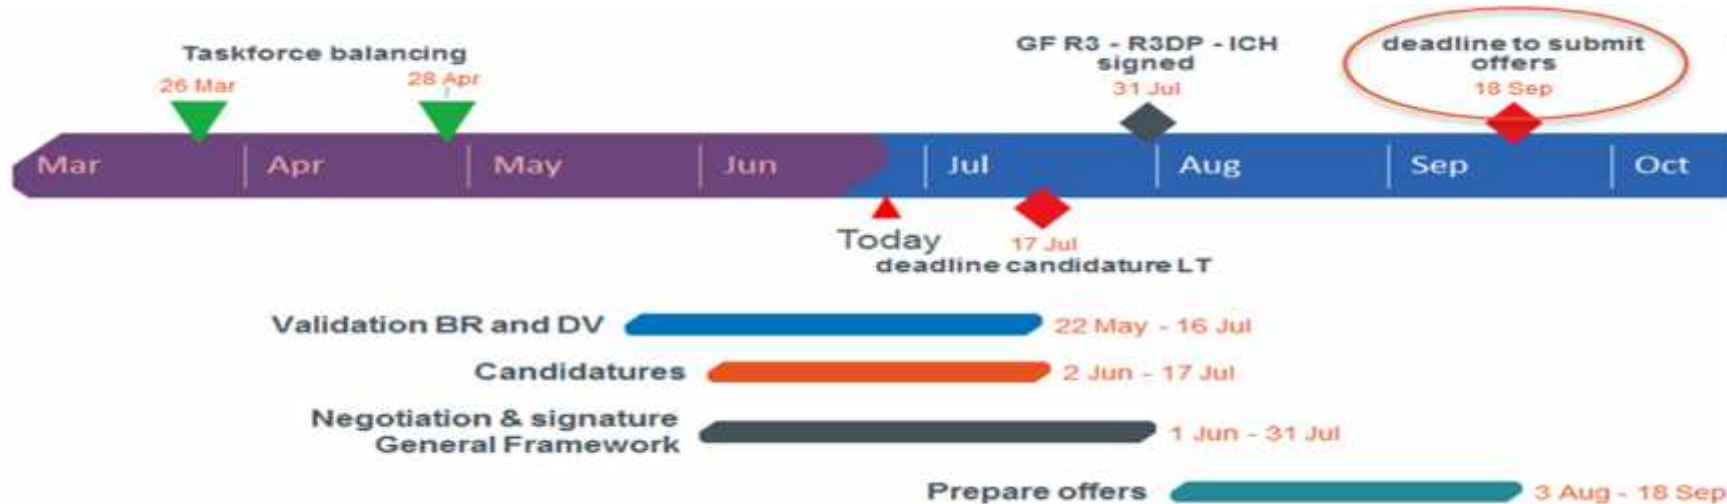 Taskforce balancing
26 Mar
28 Apr
GF R3 - R3DP - ICH
signed
31 Jul
deadline to submit
offers
18 Sep
Mar
Apr
May
Jun
Jul
Aug
Sep
Oct
Today
17 Jul
deadline candidature LT
Validation BR and DV
22 May - 16 Jul
Candidatures
2 Jun - 17 Jul
Negotiation & signature
General Framework
1 Jun - 31 Jul
Prepare offers
3 Aug - 18 Sep